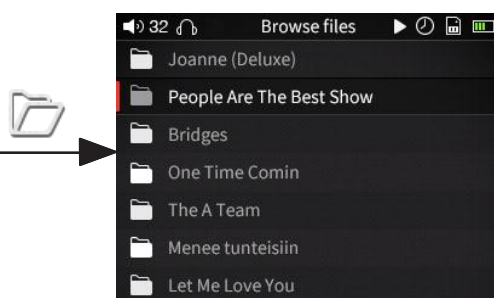 32 Browse files
Joanne (Deluxe)
People Are The Best Show
Bridges
One Time Comin
The A Team
Menee tunteisiin
Let Me Love You